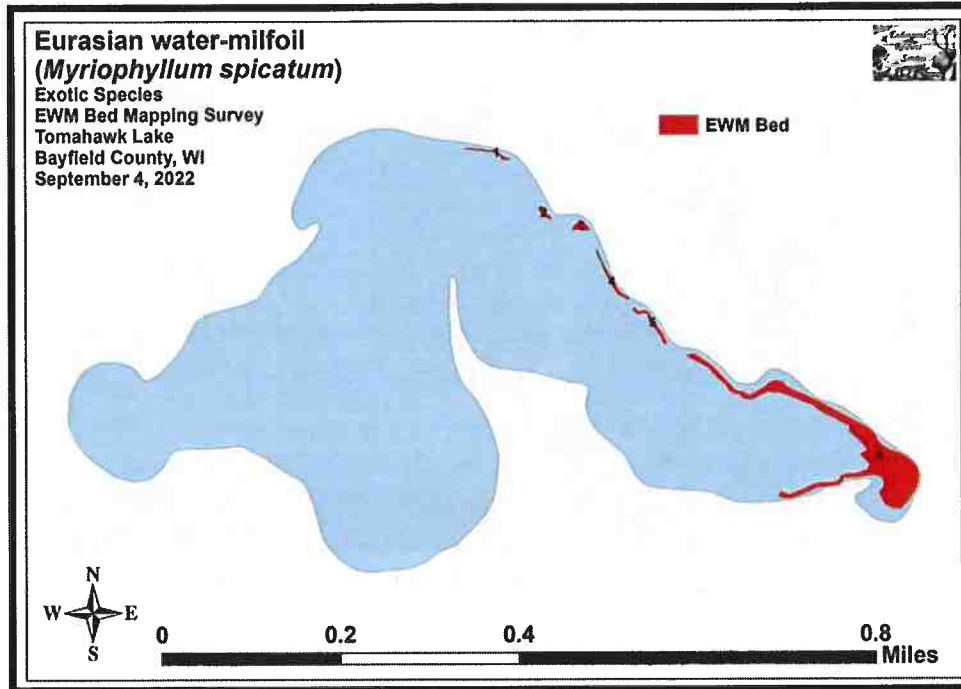 Eurasian water-milfoil
(Myriophyllum spicatum)
Exotic Species
EWM Bed Mapping Survey
Tomahawk Lake
Bayfield County, WI
September 4, 2022
EWM Bed
N
W E
S
0 0.2 0.4 0.8
Miles